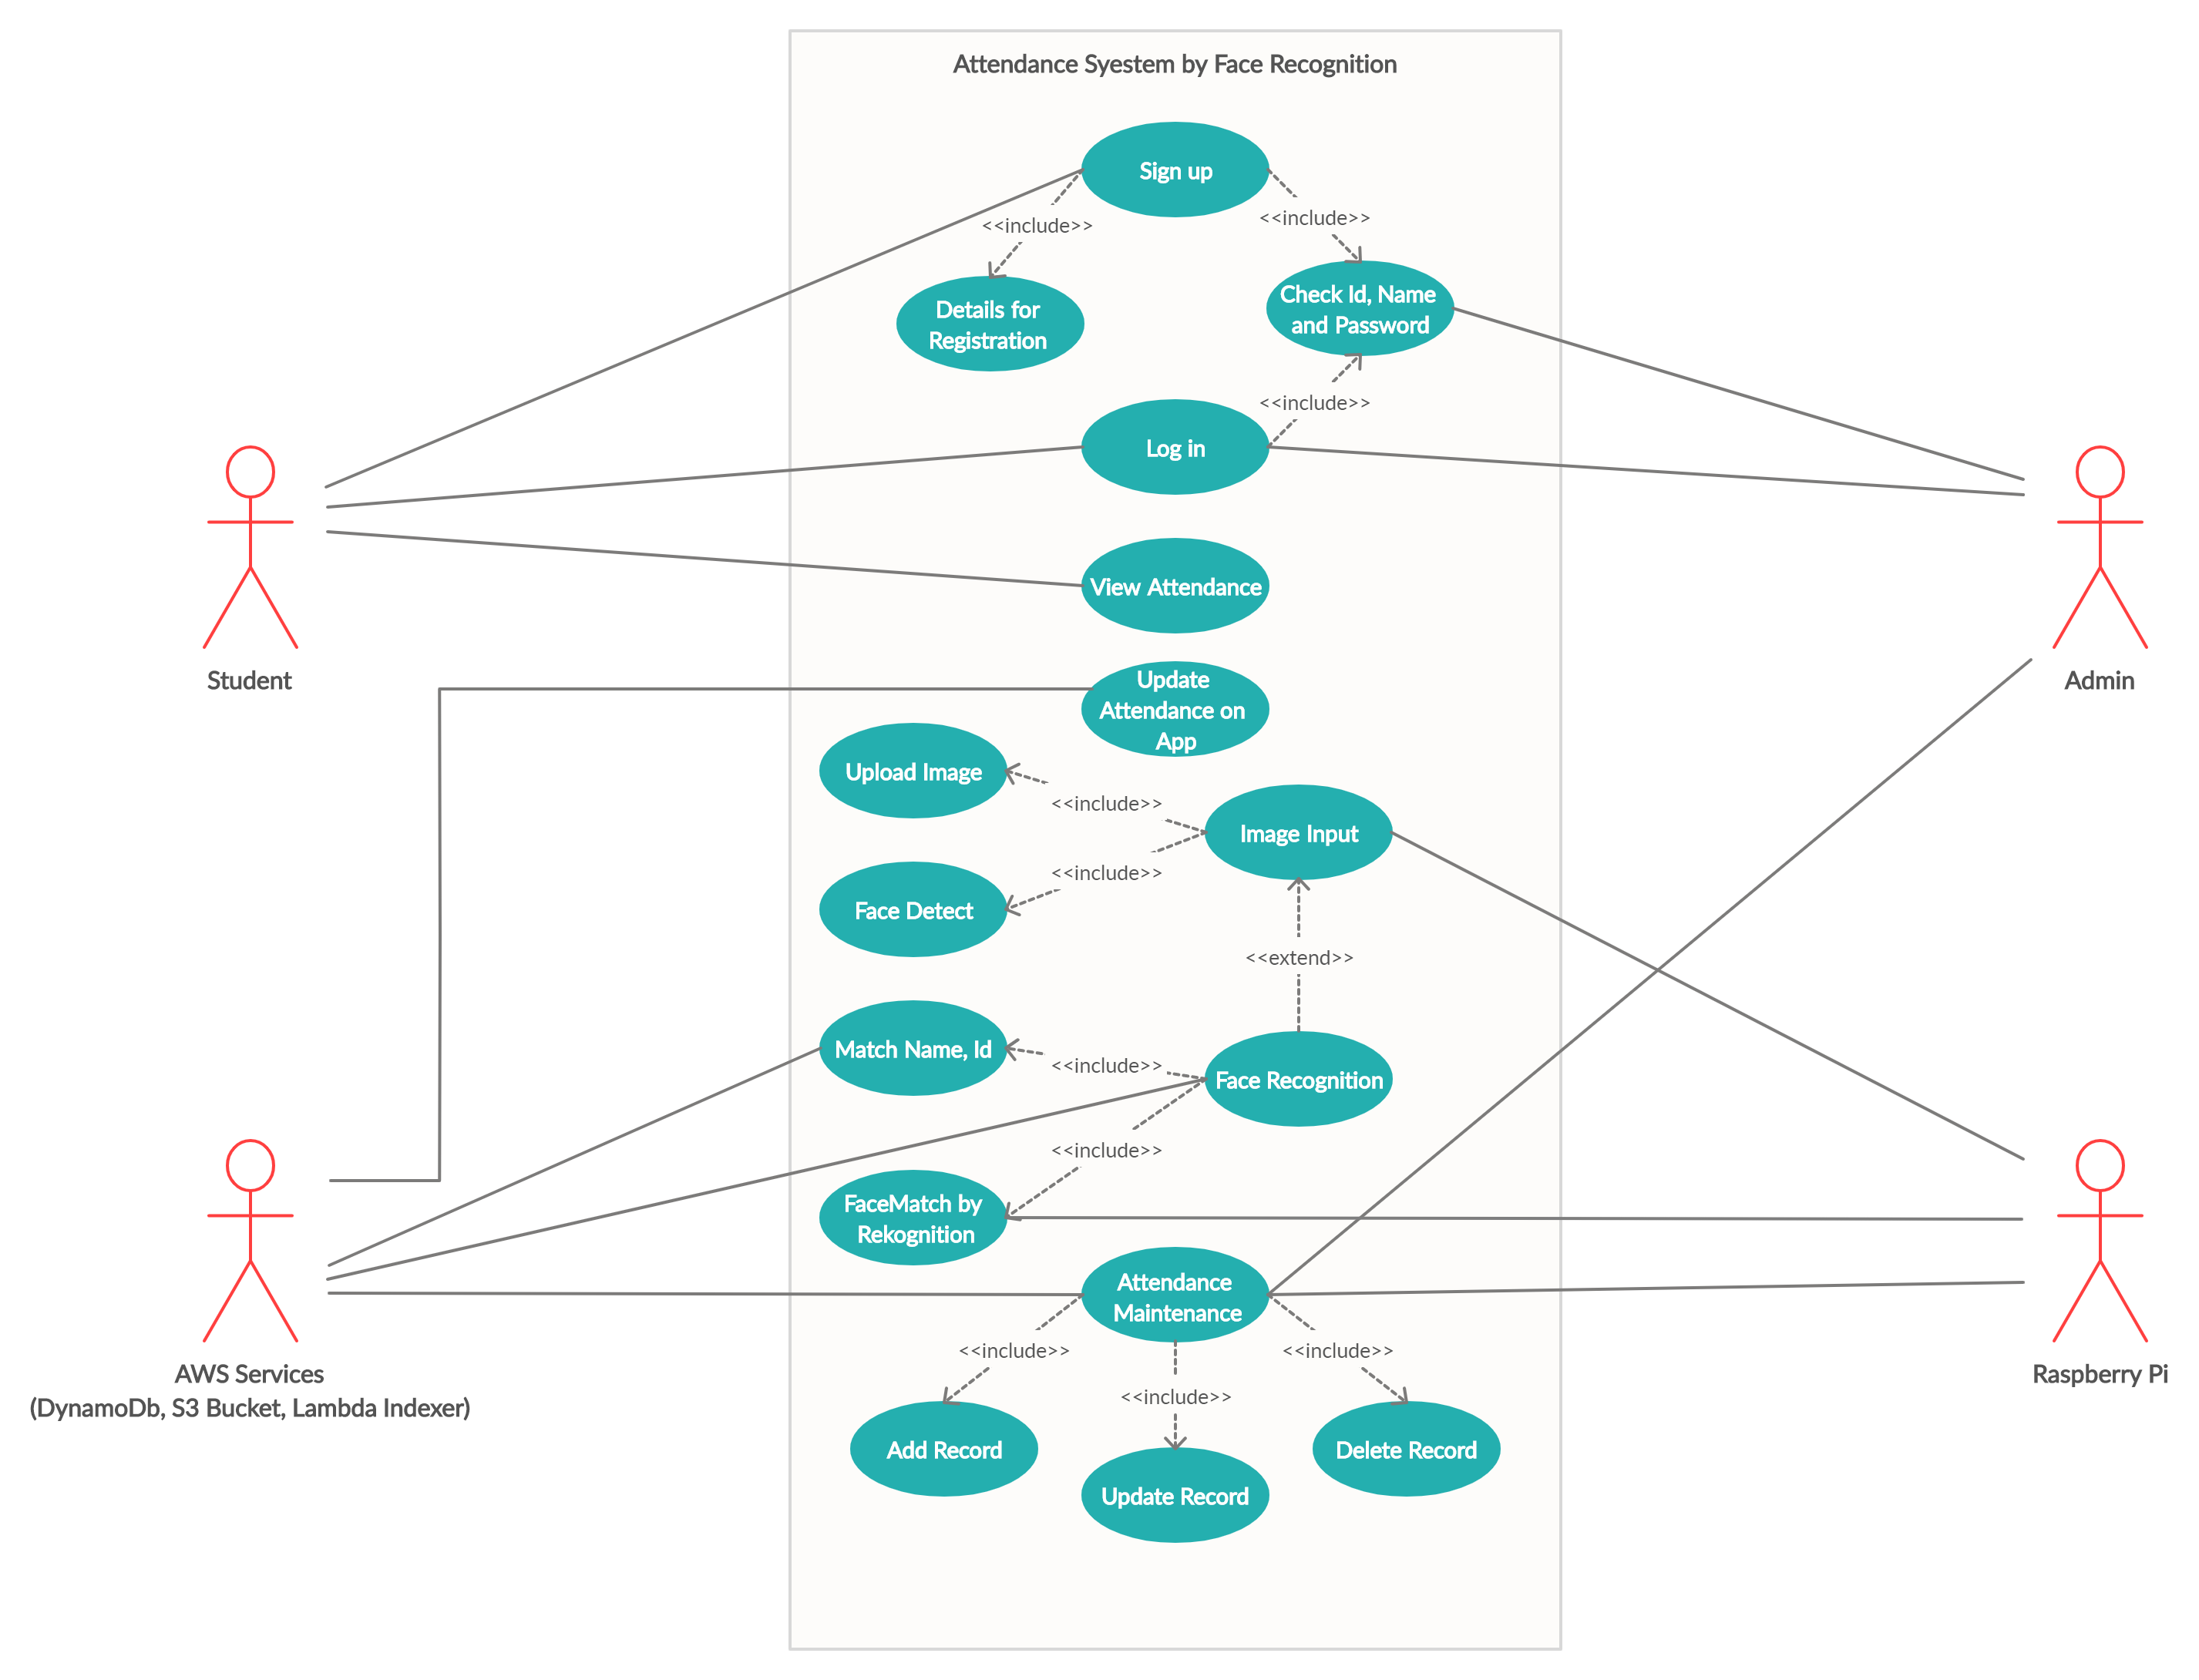 Attendance Syestem by Face Recognition
Sign up
<<include>>
<<include>>
Details for
Registration
Check Id, Name
and Password
<<include>>
Log in
View Attendance
Student
Admin
Update
Attendance on
App
Upload Image
<<include>>
Image Input
<<include>>
Face Detect
<<extend>>
Match Name, Id
<<include>>
Face Recognition
<<include>>
FaceMatch by
Rekognition
Attendance
Maintenance
<<include>>
<<include>>
<<include>>
AWS Services
(DynamoDb, S3 Bucket, Lambda Indexer)
Raspberry Pi
Add Record
Update Record
Delete Record